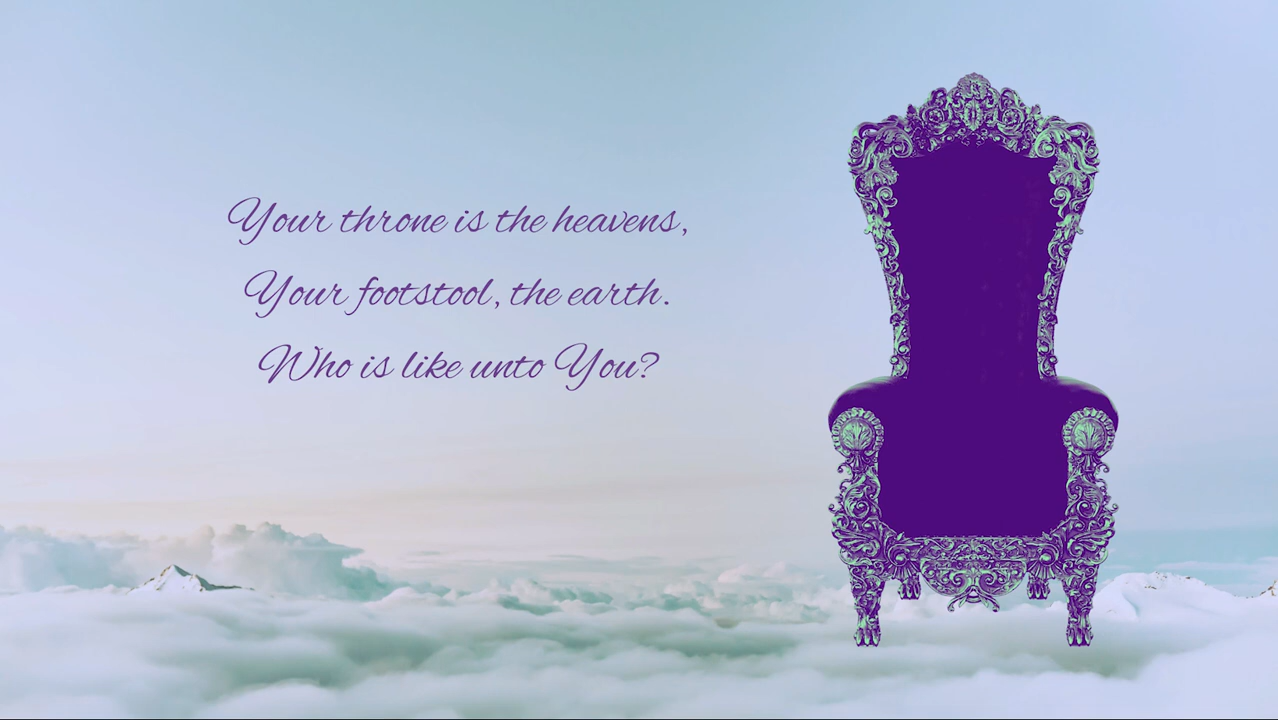 Your throne is the heavens,
Your footstool, the earth.
Who is like unto You?